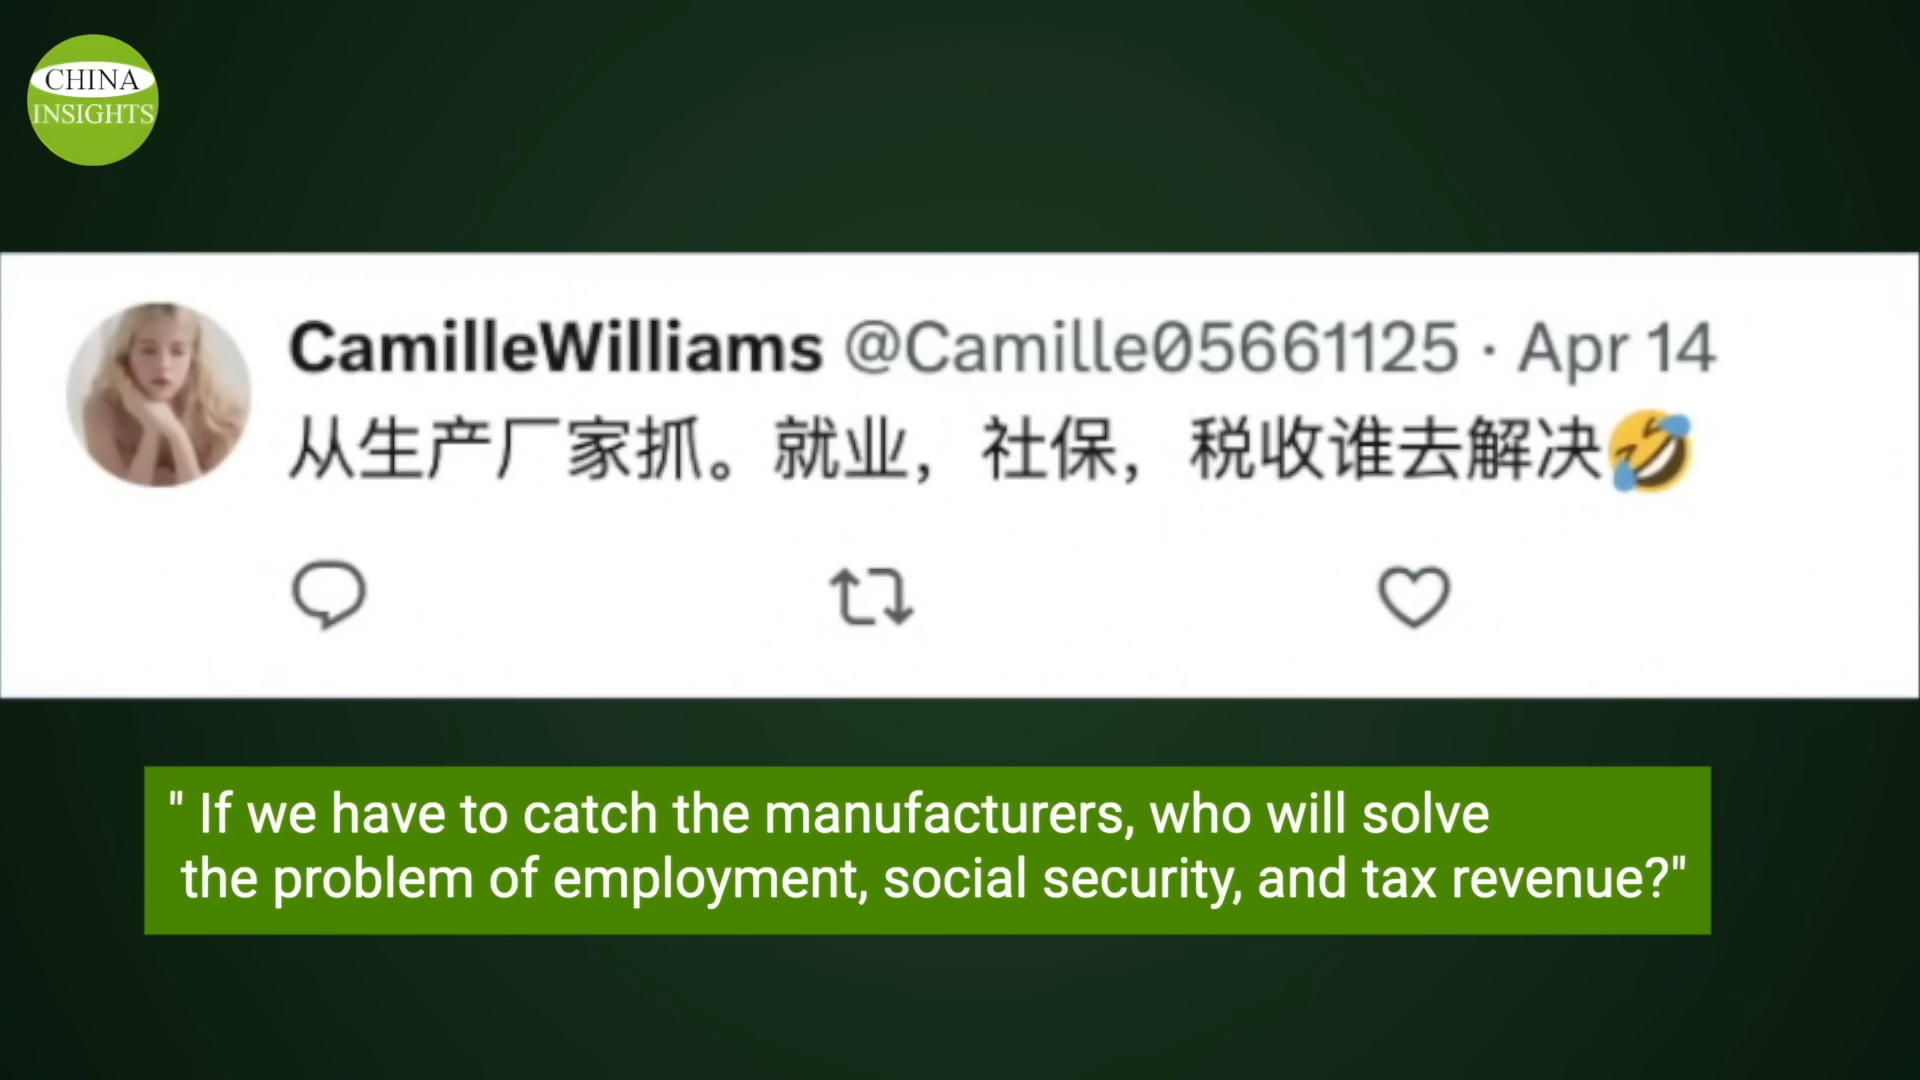 CHINA
INSIGHTS
CamilleWilliams @Camille05661125 · Apr 14
从生产厂家抓。就业，社保，税收谁去解决🤣
" If we have to catch the manufacturers, who will solve
the problem of employment, social security, and tax revenue?"